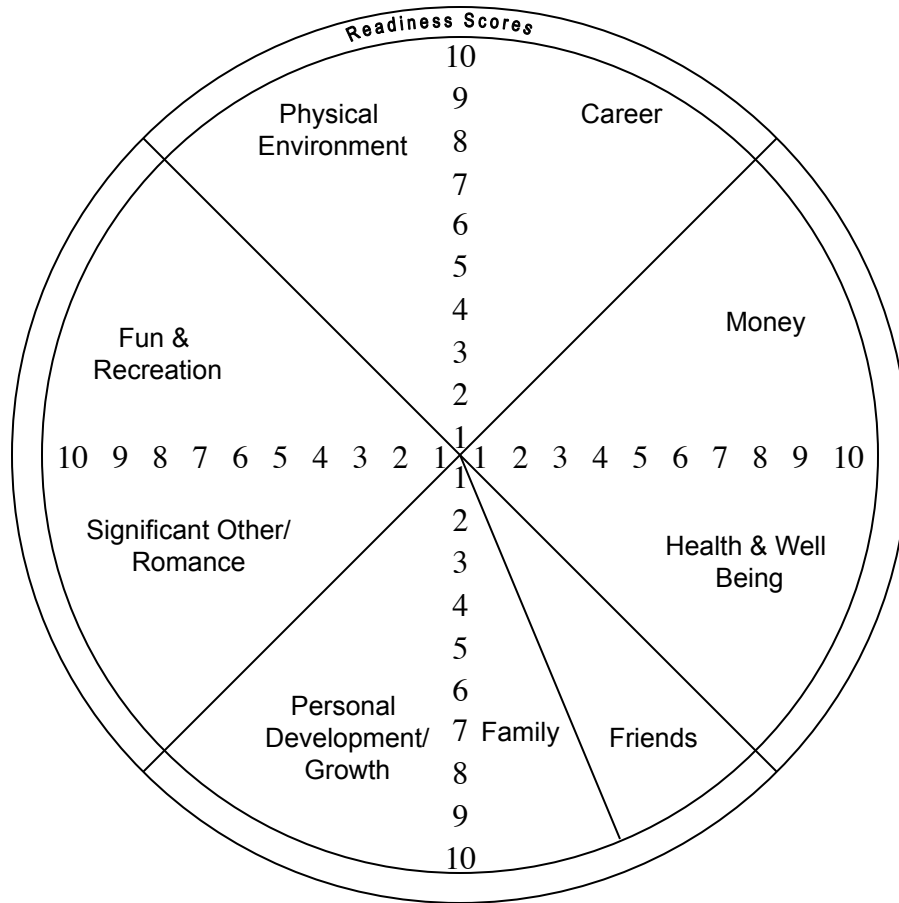 Readiness Scores
10
9
8
7
6
5
4
3
2
1
Physical
Environment
Career
Fun &
Recreation
Money
10 9 8 7 6 5 4 3 2 1 1 2 3 4 5 6 7 8 9 10
Significant Other/
Romance
Health & Well
Being
1
2
3
4
5
6
7
8
9
10
Personal
Development/
Growth
Family
Friends